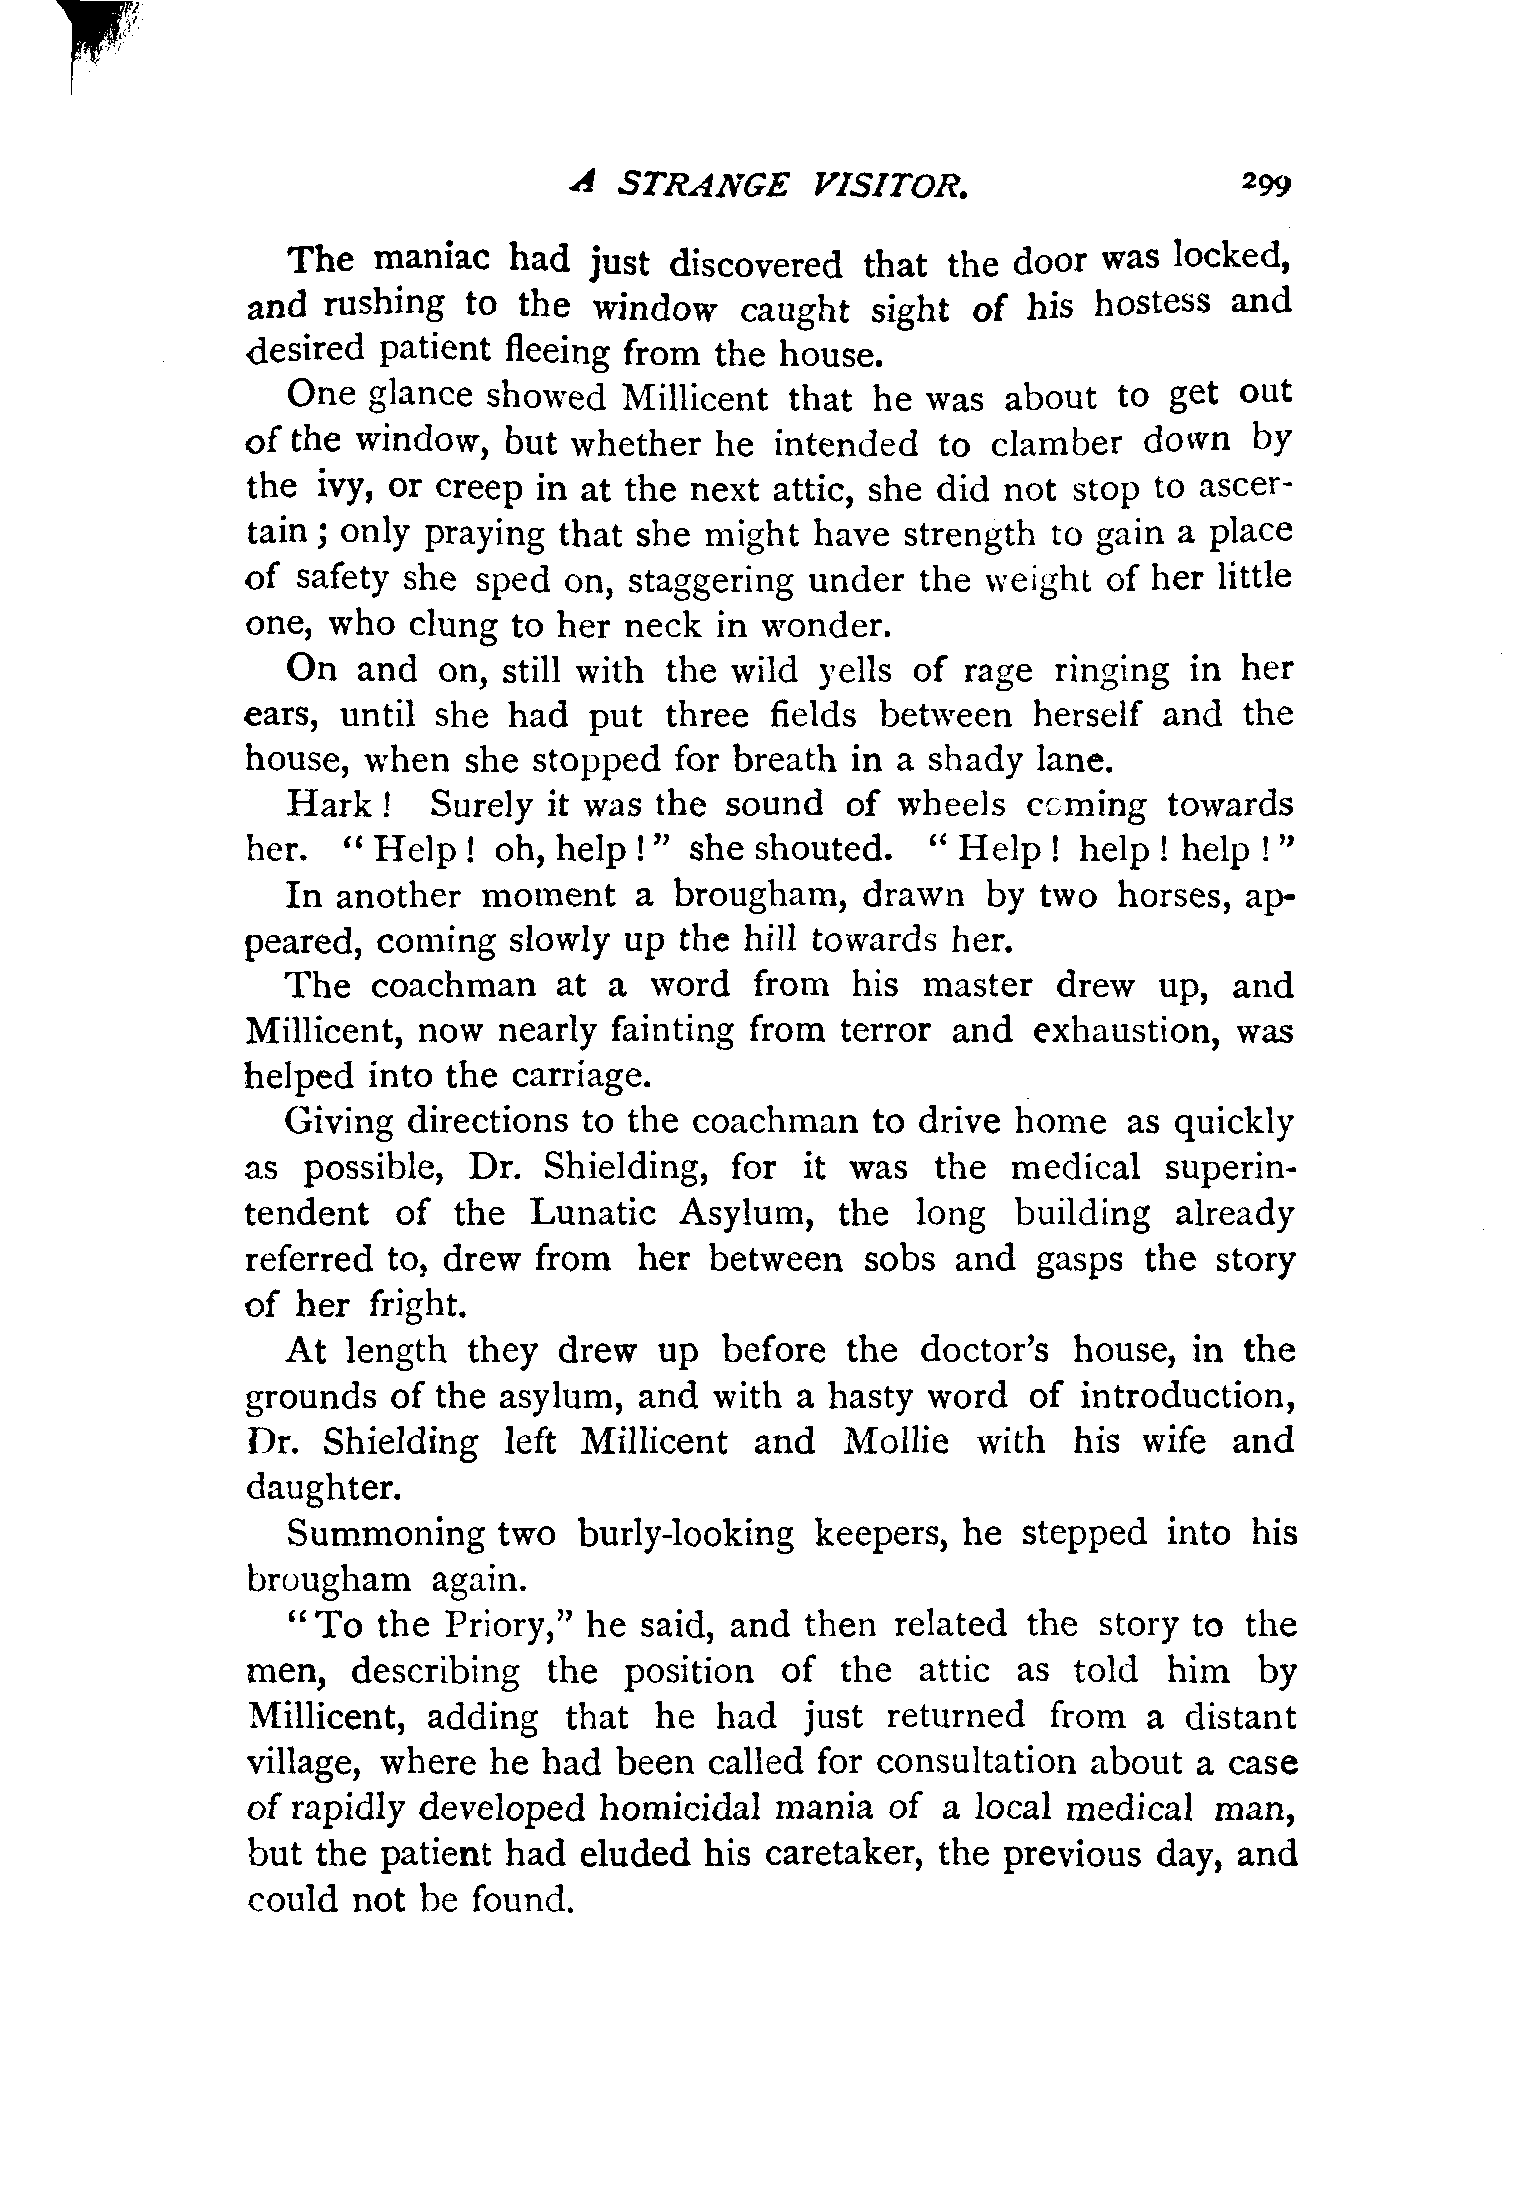 A STRANGE VISITOR. 299
The maniac had just discovered that the door was locked,
and rushing to the window caught sight of his hostess and
desired patient fleeing from the house.
One glance showed Millicent that he was about to get out
of the window, but whether he intended to clamber down by
the ivy, or creep in at the next attic, she did not stop to ascer-
tain ; only praying that she might have strength to gain a place
of safety she sped on, staggering under the weight of her little
one, who clung to her neck in wonder.
On and on, still with the wild yells of rage ringing in her
ears, until she had put three fields between herself and the
house, when she stopped for breath in a shady lane.
Hark ! Surely it was the sound of wheels coming towards
her. “ Help ! oh, help ! ” she shouted. “ Help ! help ! help ! ”
In another moment a brougham, drawn by two horses, ap-
peared, coming slowly up the hill towards her.
The coachman at a word from his master drew up, and
Millicent, now nearly fainting from terror and exhaustion, was
helped into the carriage.
Giving directions to the coachman to drive home as quickly
as possible, Dr. Shielding, for it was the medical superin-
tendent of the Lunatic Asylum, the long building already
referred to, drew from her between sobs and gasps the story
of her fright.
At length they drew up before the doctor’s house, in the
grounds of the asylum, and with a hasty word of introduction,
Dr. Shielding left Millicent and Mollie with his wife and
daughter.
Summoning two burly-looking keepers, he stepped into his
brougham again.
“ To the Priory,” he said, and then related the story to the
men, describing the position of the attic as told him by
Millicent, adding that he had just returned from a distant
village, where he had been called for consultation about a case
of rapidly developed homicidal mania of a local medical man,
but the patient had eluded his caretaker, the previous day, and
could not be found.